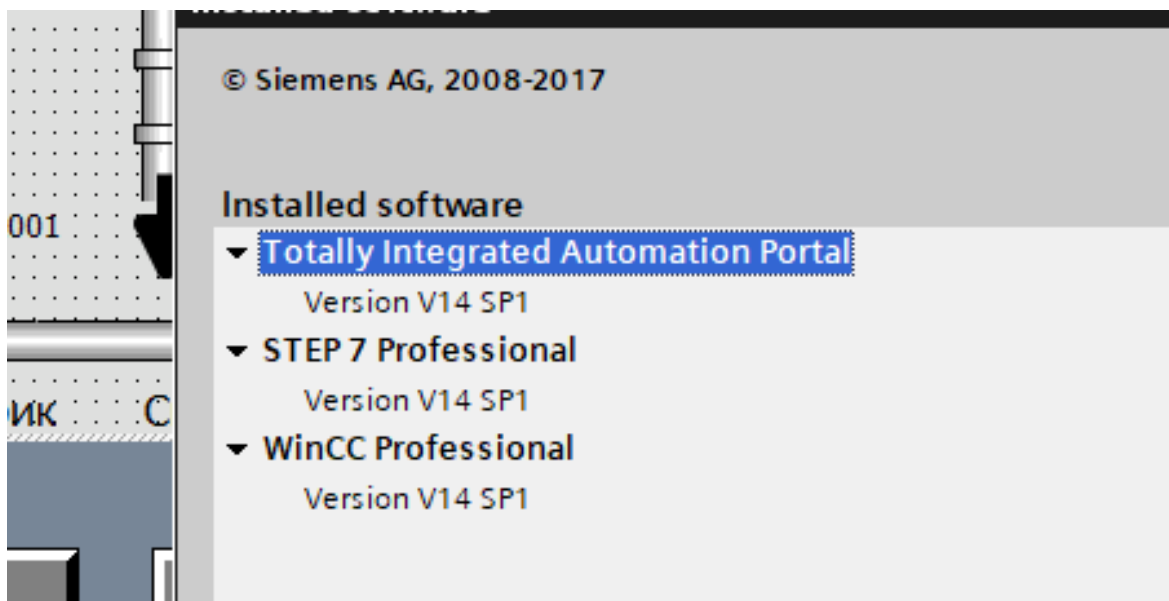 © Siemens AG, 2008-2017
Installed software
001
Totally Integrated Automation Portal
Version V14 SP1
STEP 7 Professional
Version V14 SP1
WinCC Professional
Version V14 SP1